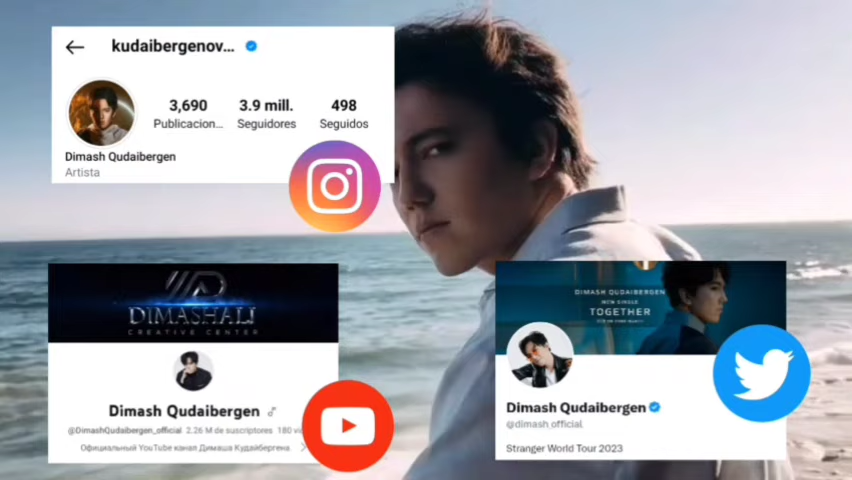 kudaibergenov...
3,690 3.9 mill. 498
Publicacion... Seguidores Seguidos
Dimash Qudaibergen
Artista
DIMASHALI
CREATIVE CENTER
Dimash Qudaibergen
@DimashQudaibergen_official 2.26 M de suscriptores 180
Официальный YouTube канал Димаша Кудайбергена
DIMASH QUDAIBERGEN
NEW SINGLE
TOGETHER
Dimash Qudaibergen
@dimash_official
Stranger World Tour 2023